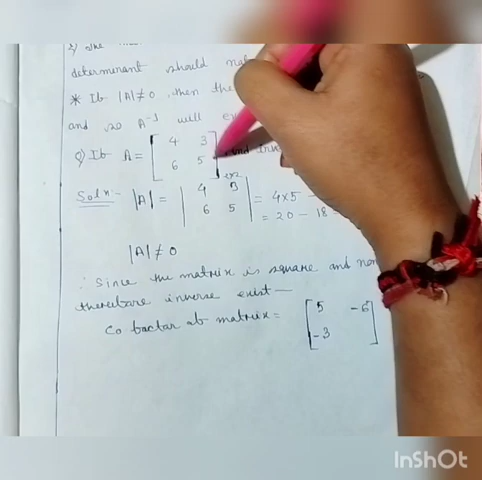 determinant should
* If |A|≠0, then the
and so A⁻¹ will
Q) If A = [ 4 3
6 5 ]
Soln:- |A| = | 4 3
6 5 | = 4×5 -
= 20 - 18
|A| ≠ 0
∴ Since the matrix is square and non
therefore inverse exist—
Co factor of matrix = [ 5 -6
-3 ]
InShOt